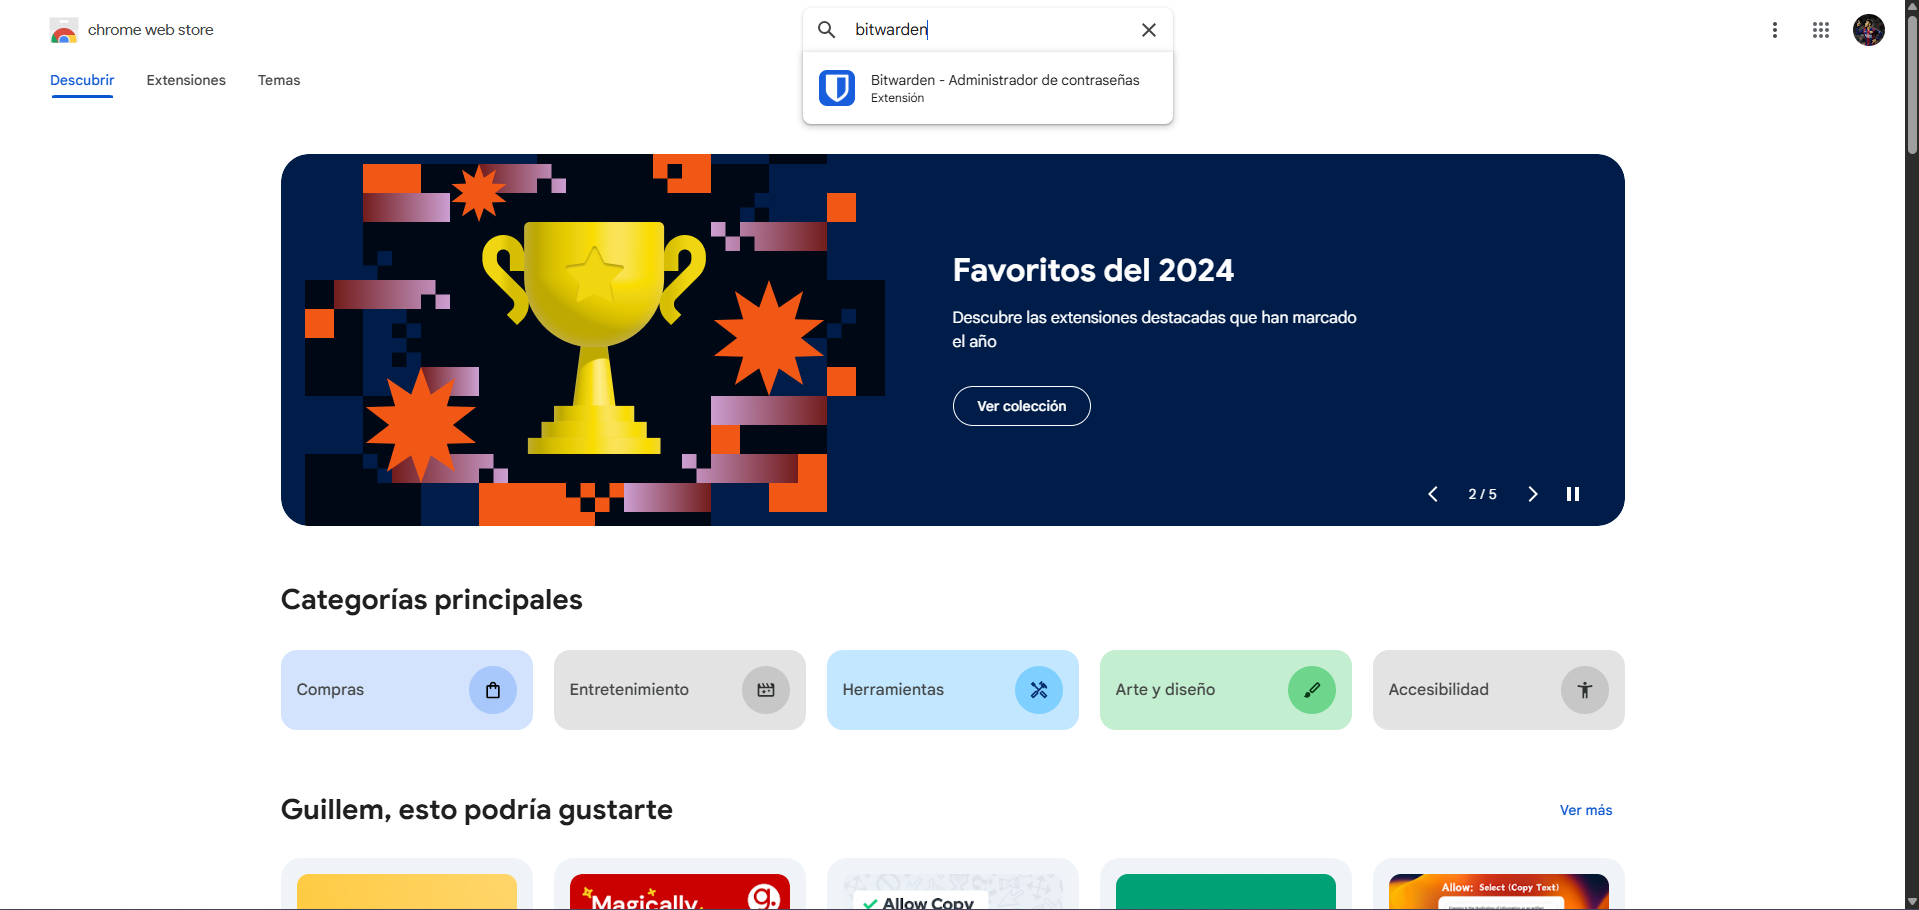 chrome web store
bitwarden
Bitwarden - Administrador de contraseñas
Extensión
Descubrir
Extensiones
Temas
Favoritos del 2024
Descubre las extensiones destacadas que han marcado
el año
Ver colección
2 / 5
Categorías principales
Compras
Entretenimiento
Herramientas
Arte y diseño
Accesibilidad
Guillem, esto podría gustarte
Ver más
Magically.
g.
Allow Copy
Allow: Select (Copy Text)